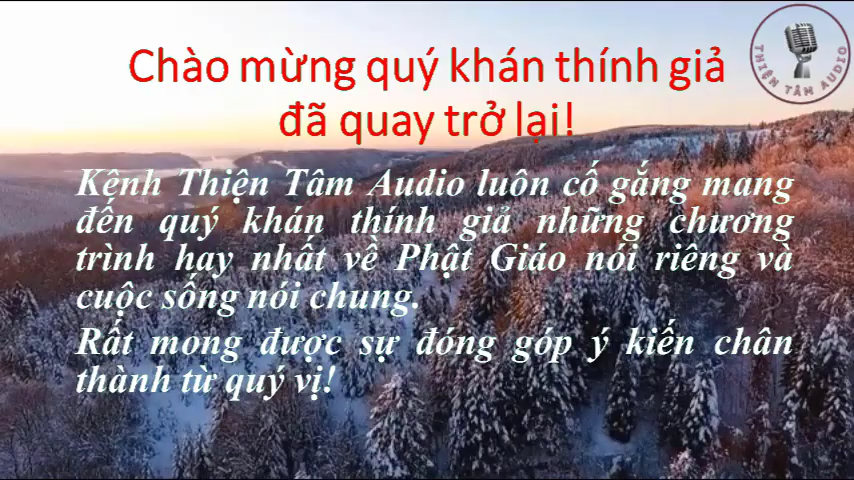 Chào mừng quý khán thính giả
đã quay trở lại!
Kênh Thiện Tâm Audio luôn cố gắng mang
đến quý khán thính giả những chương
trình hay nhất về Phật Giáo nói riêng và
cuộc sống nói chung.
Rất mong được sự đóng góp ý kiến chân
thành từ quý vị!
THIỆN TÂM AUDIO